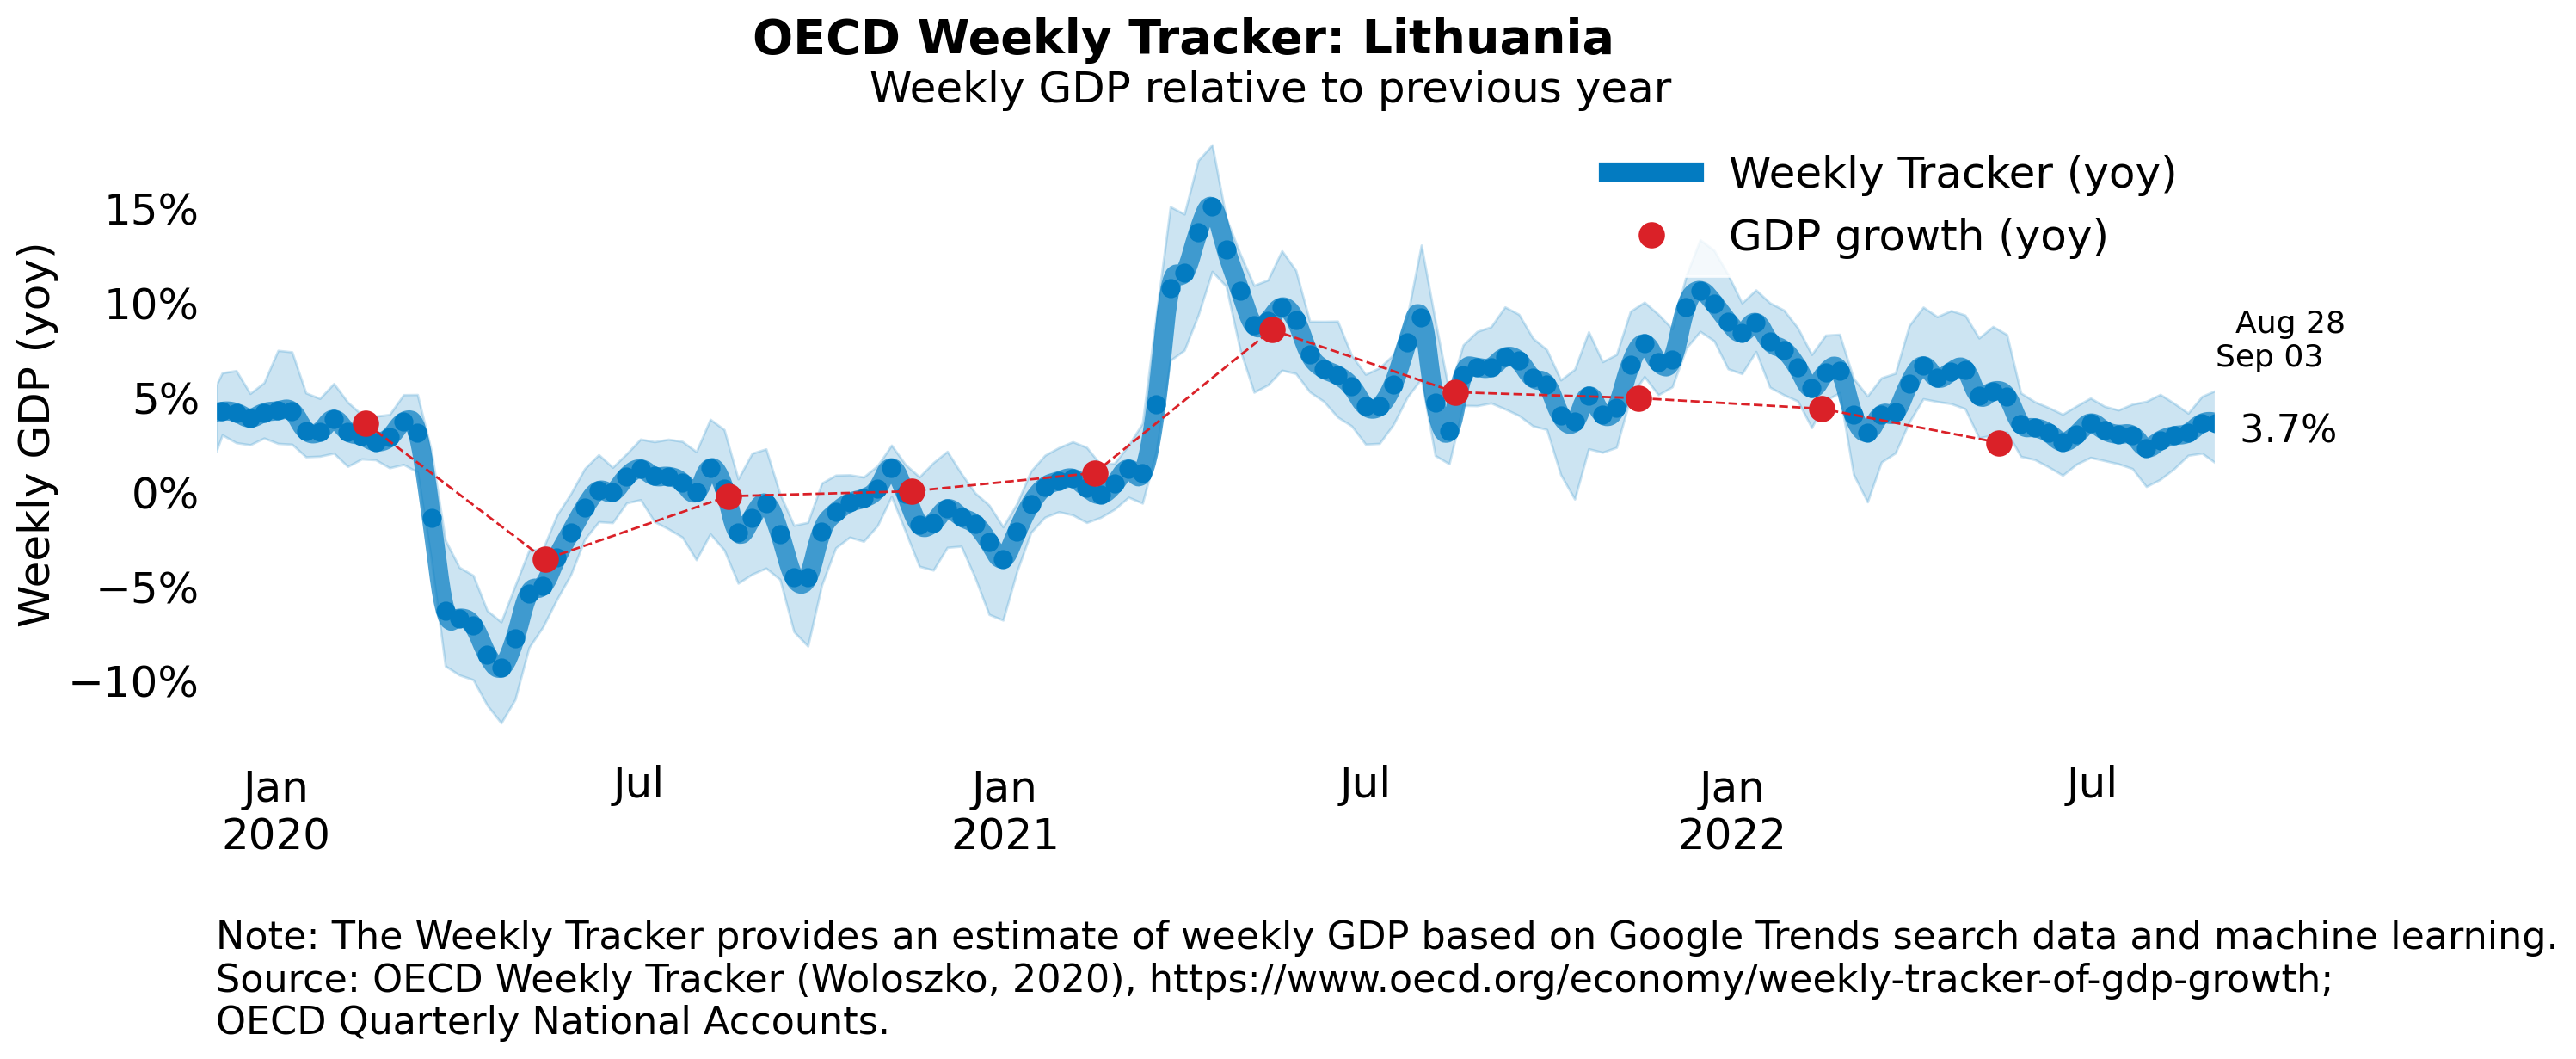 OECD Weekly Tracker: Lithuania
Weekly GDP relative to previous year
Weekly Tracker (yoy)
GDP growth (yoy)
Weekly GDP (yoy)
15%
10%
5%
0%
−5%
−10%
Aug 28
Sep 03
3.7%
Jan
2020
Jul
Jan
2021
Jul
Jan
2022
Jul
Note: The Weekly Tracker provides an estimate of weekly GDP based on Google Trends search data and machine learning.
Source: OECD Weekly Tracker (Woloszko, 2020), https://www.oecd.org/economy/weekly-tracker-of-gdp-growth;
OECD Quarterly National Accounts.